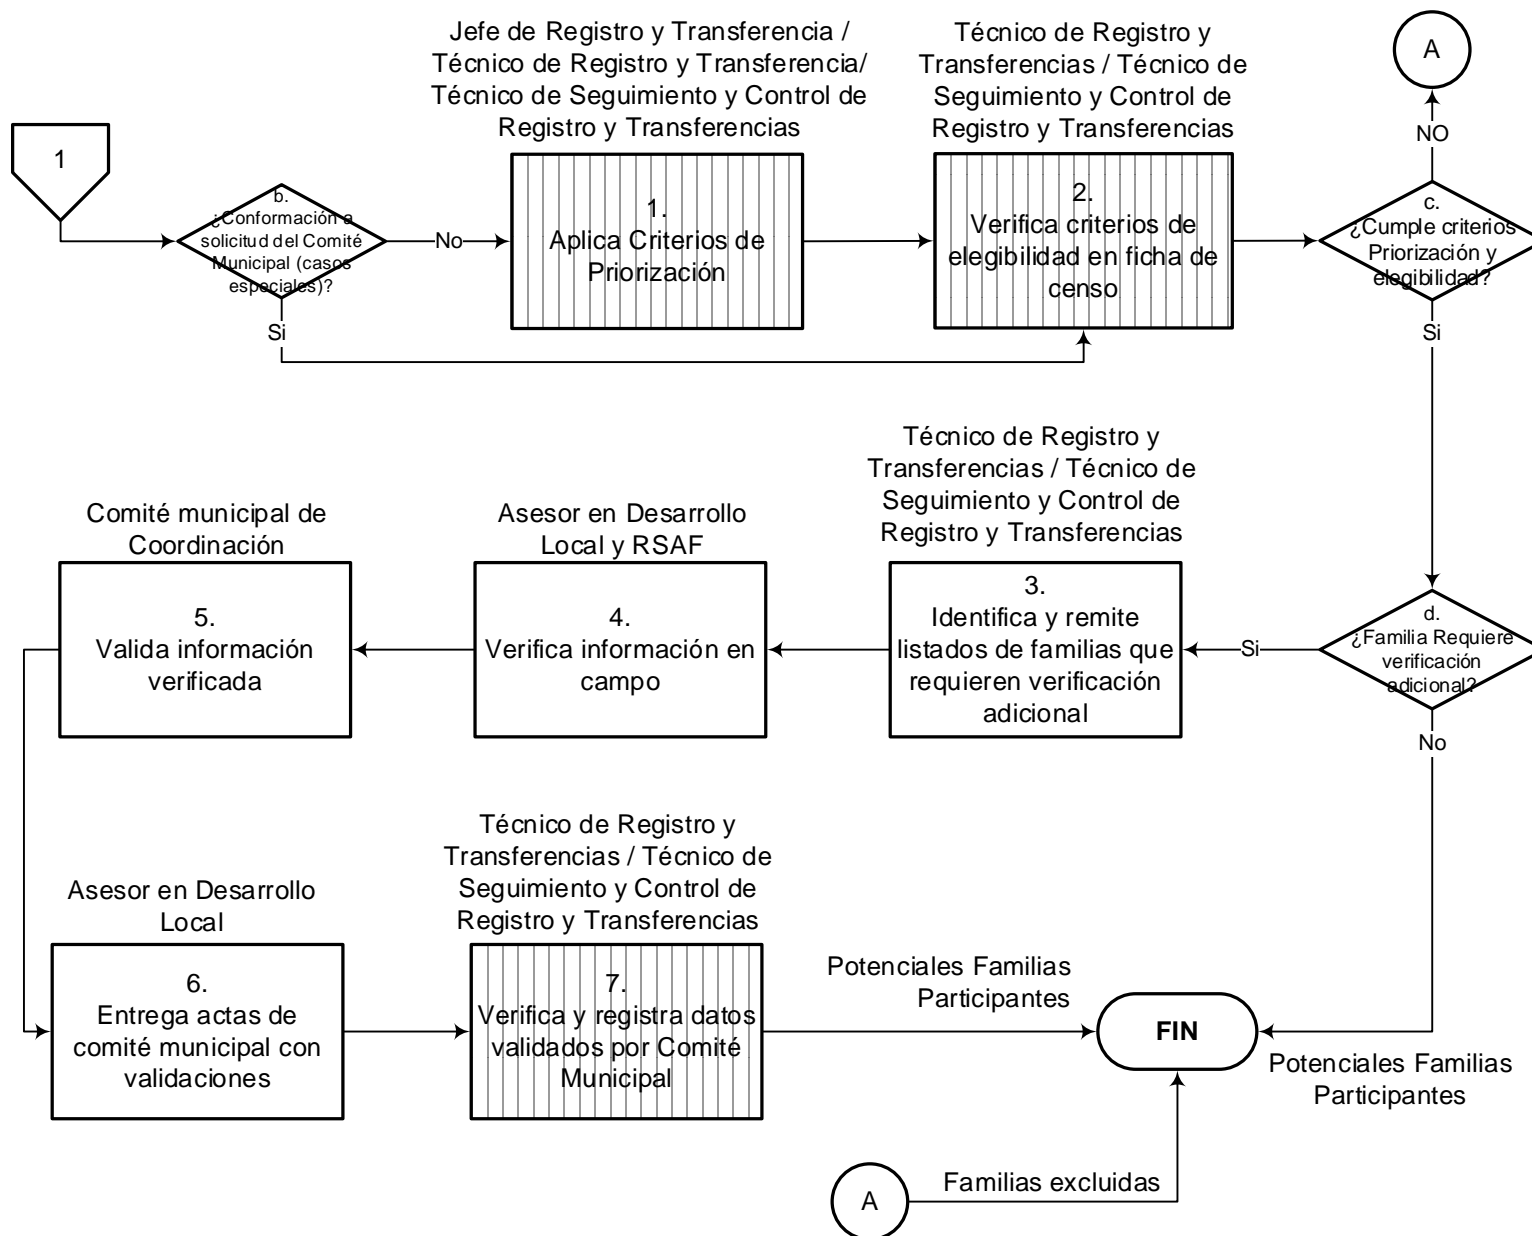 Jefe de Registro y Transferencia /
Técnico de Registro y Transferencia/
Técnico de Seguimiento y Control de
Registro y Transferencias
Técnico de Registro y
Transferencias / Técnico de
Seguimiento y Control de
Registro y Transferencias
A
NO
1
b.
¿Conformación a
solicitud del Comité
Municipal (casos
especiales)?
No
Si
1.
Aplica Criterios de
Priorización
2.
Verifica criterios de
elegibilidad en ficha de
censo
c.
¿Cumple criterios
Priorización y
elegibilidad?
Si
Comité municipal de
Coordinación
Asesor en Desarrollo
Local y RSAF
Técnico de Registro y
Transferencias / Técnico de
Seguimiento y Control de
Registro y Transferencias
5.
Valida información
verificada
4.
Verifica información en
campo
3.
Identifica y remite
listados de familias que
requieren verificación
adicional
Si
d.
¿Familia Requiere
verificación
adicional?
No
Asesor en Desarrollo
Local
Técnico de Registro y
Transferencias / Técnico de
Seguimiento y Control de
Registro y Transferencias
6.
Entrega actas de
comité municipal con
validaciones
7.
Verifica y registra datos
validados por Comité
Municipal
Potenciales Familias
Participantes
FIN
Potenciales Familias
Participantes
A
Familias excluidas